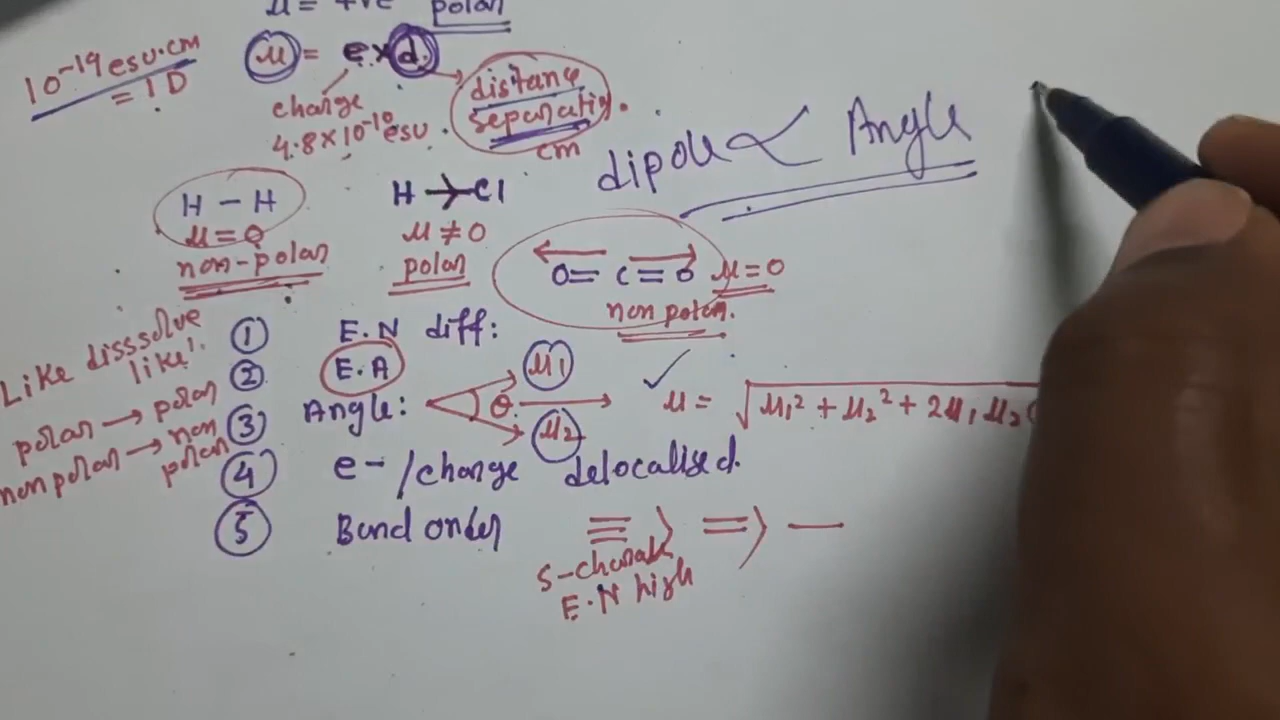 μ = +ve polar
10⁻¹⁹ esu.cm
= 1 D
μ = e × d.
charge
4.8×10⁻¹⁰ esu.
distance
separation.
cm
dipole ∝ Angle
H – H
μ = 0
non-polar
H → Cl
μ ≠ 0
polar
O = C = O μ = 0
non polar.
Like disssolve
like'.
polar → polar
nonpolar → non
polar
① E.N diff:
② E.A
③ Angle: θ μ1 μ2 μ = √μ1² + μ2² + 2μ1μ2
④ e- /charge delocalised.
⑤ Bond order ≡ > = > –
S-charak
E.N high